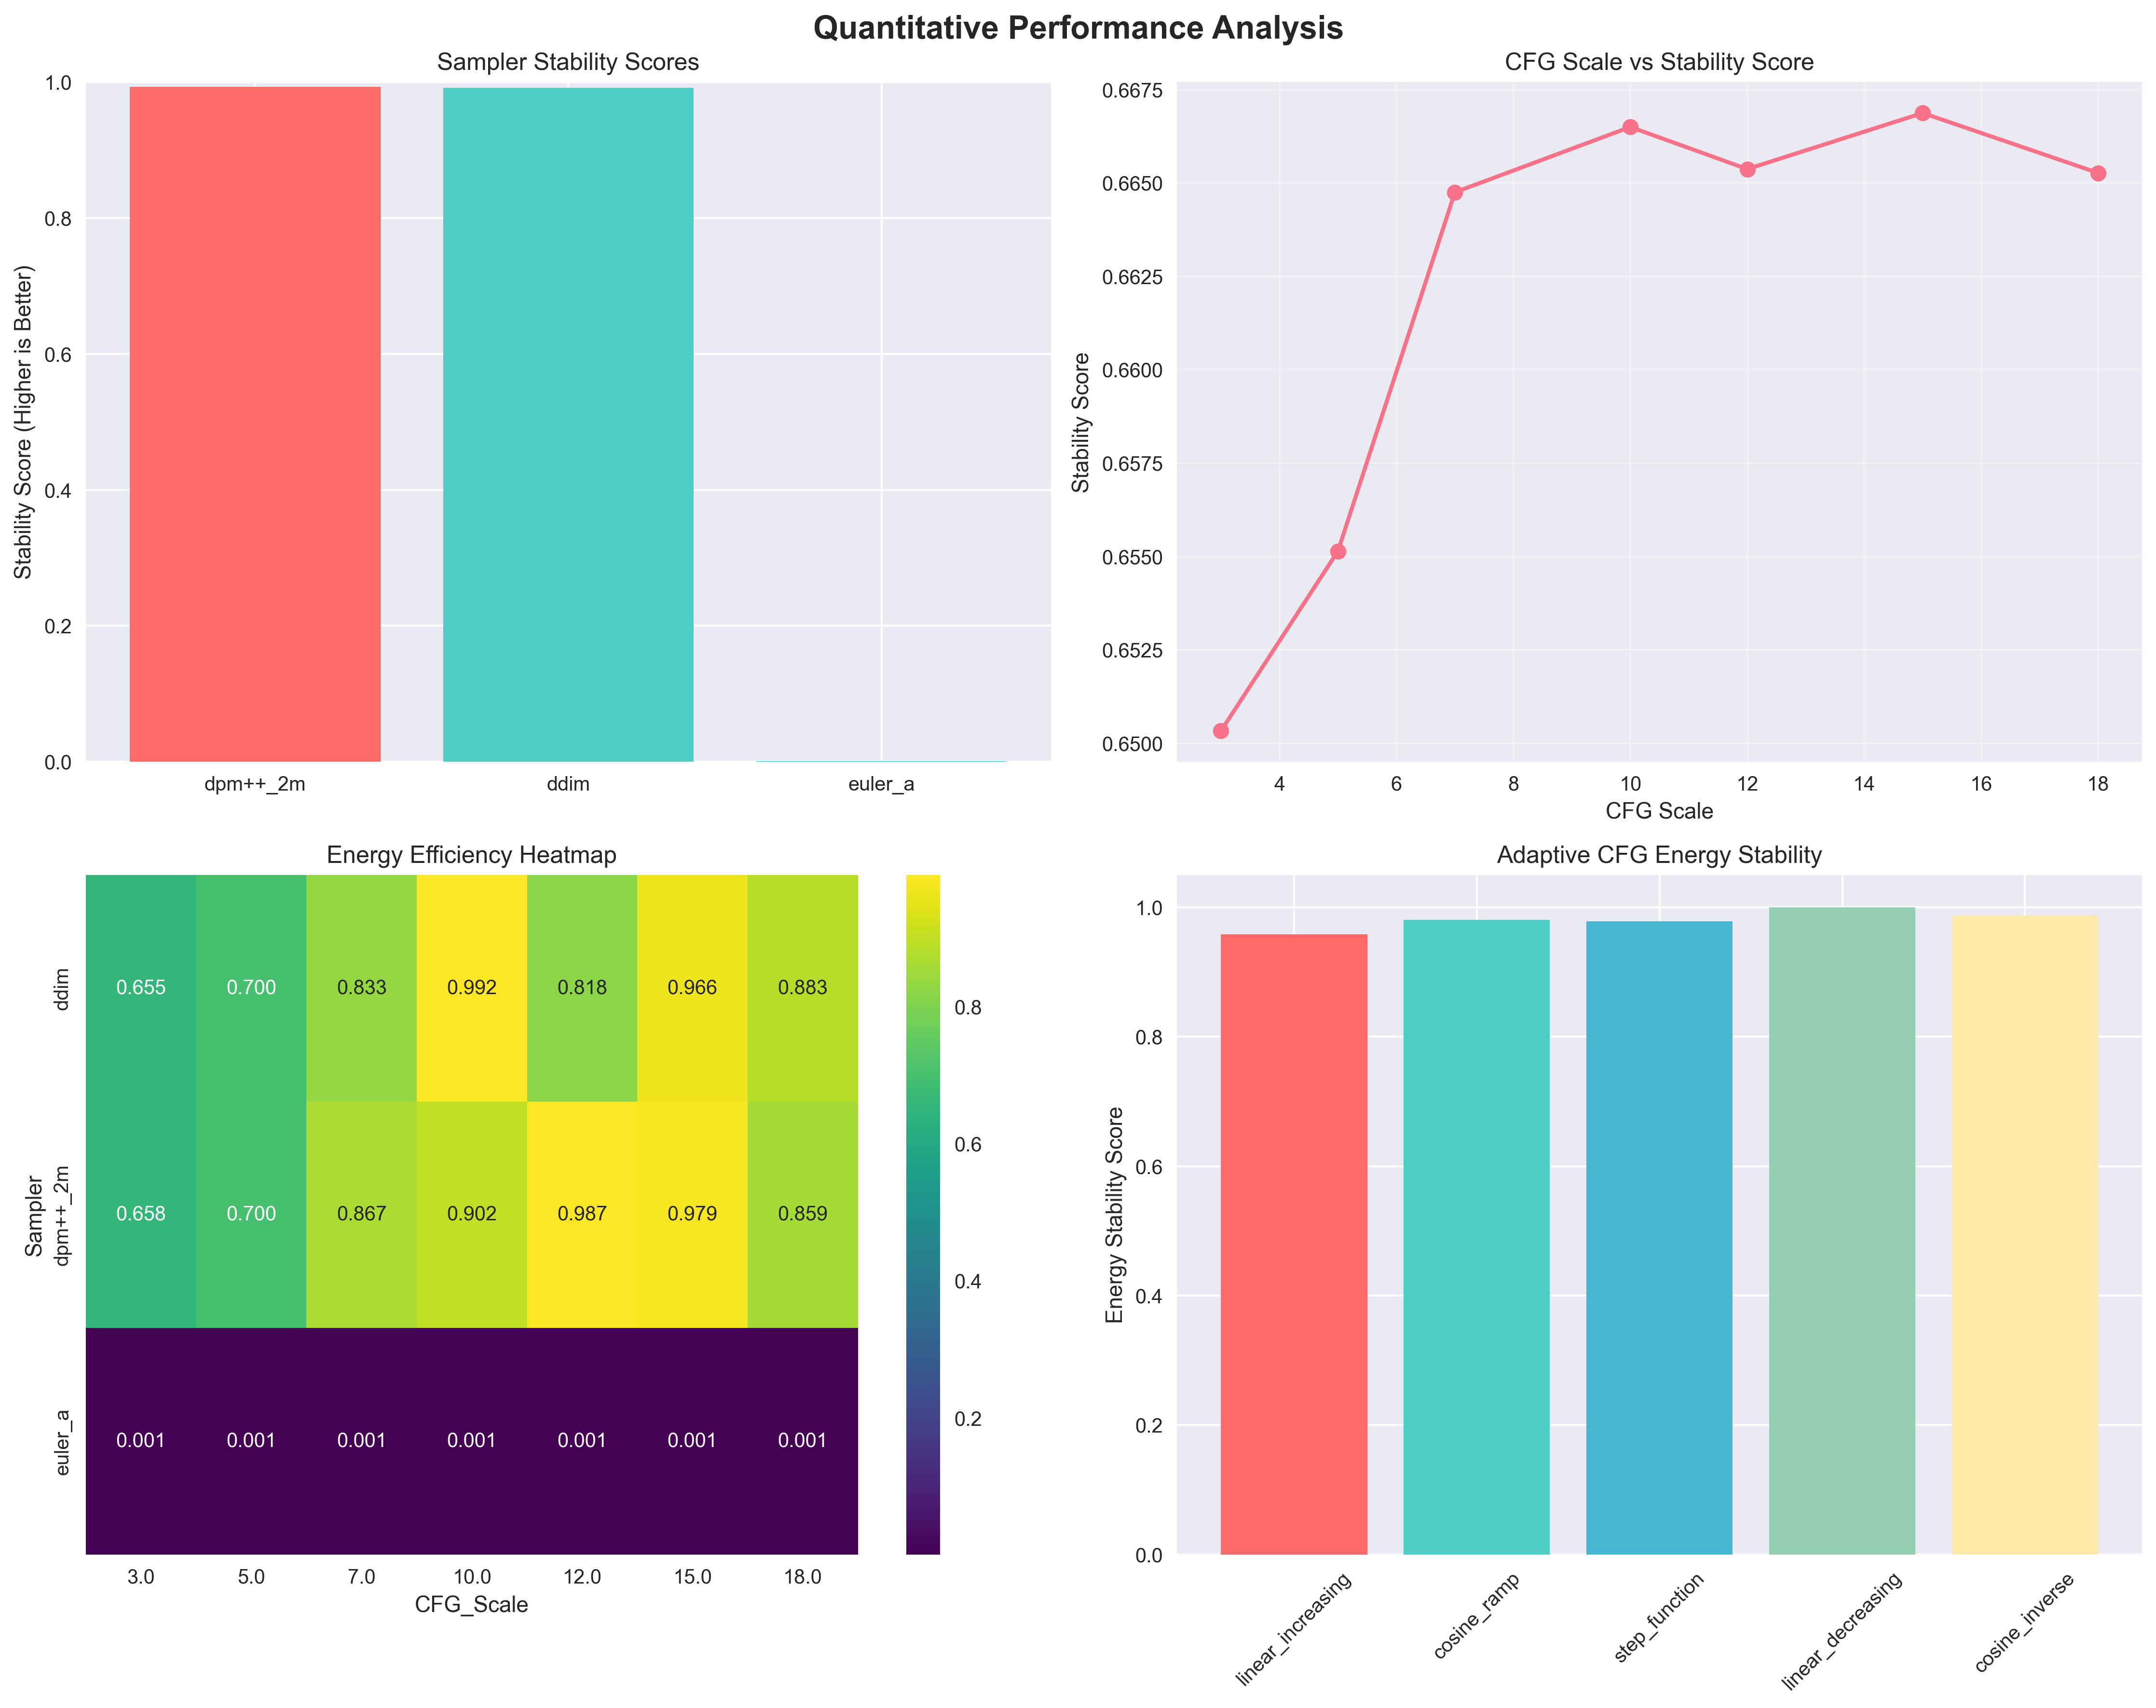 Quantitative Performance Analysis
Sampler Stability Scores
Stability Score (Higher is Better)
1.0
0.8
0.6
0.4
0.2
0.0
dpm++_2m ddim euler_a
CFG Scale vs Stability Score
Stability Score
0.6675
0.6650
0.6625
0.6600
0.6575
0.6550
0.6525
0.6500
4 6 8 10 12 14 16 18
CFG Scale
Energy Efficiency Heatmap
Sampler
ddim
0.655 0.700 0.833 0.992 0.818 0.966 0.883
dpm++_2m
0.658 0.700 0.867 0.902 0.987 0.979 0.859
euler_a
0.001 0.001 0.001 0.001 0.001 0.001 0.001
3.0 5.0 7.0 10.0 12.0 15.0 18.0
CFG_Scale
0.8
0.6
0.4
0.2
Adaptive CFG Energy Stability
Energy Stability Score
1.0
0.8
0.6
0.4
0.2
0.0
linear_increasing
cosine_ramp
step_function
linear_decreasing
cosine_inverse